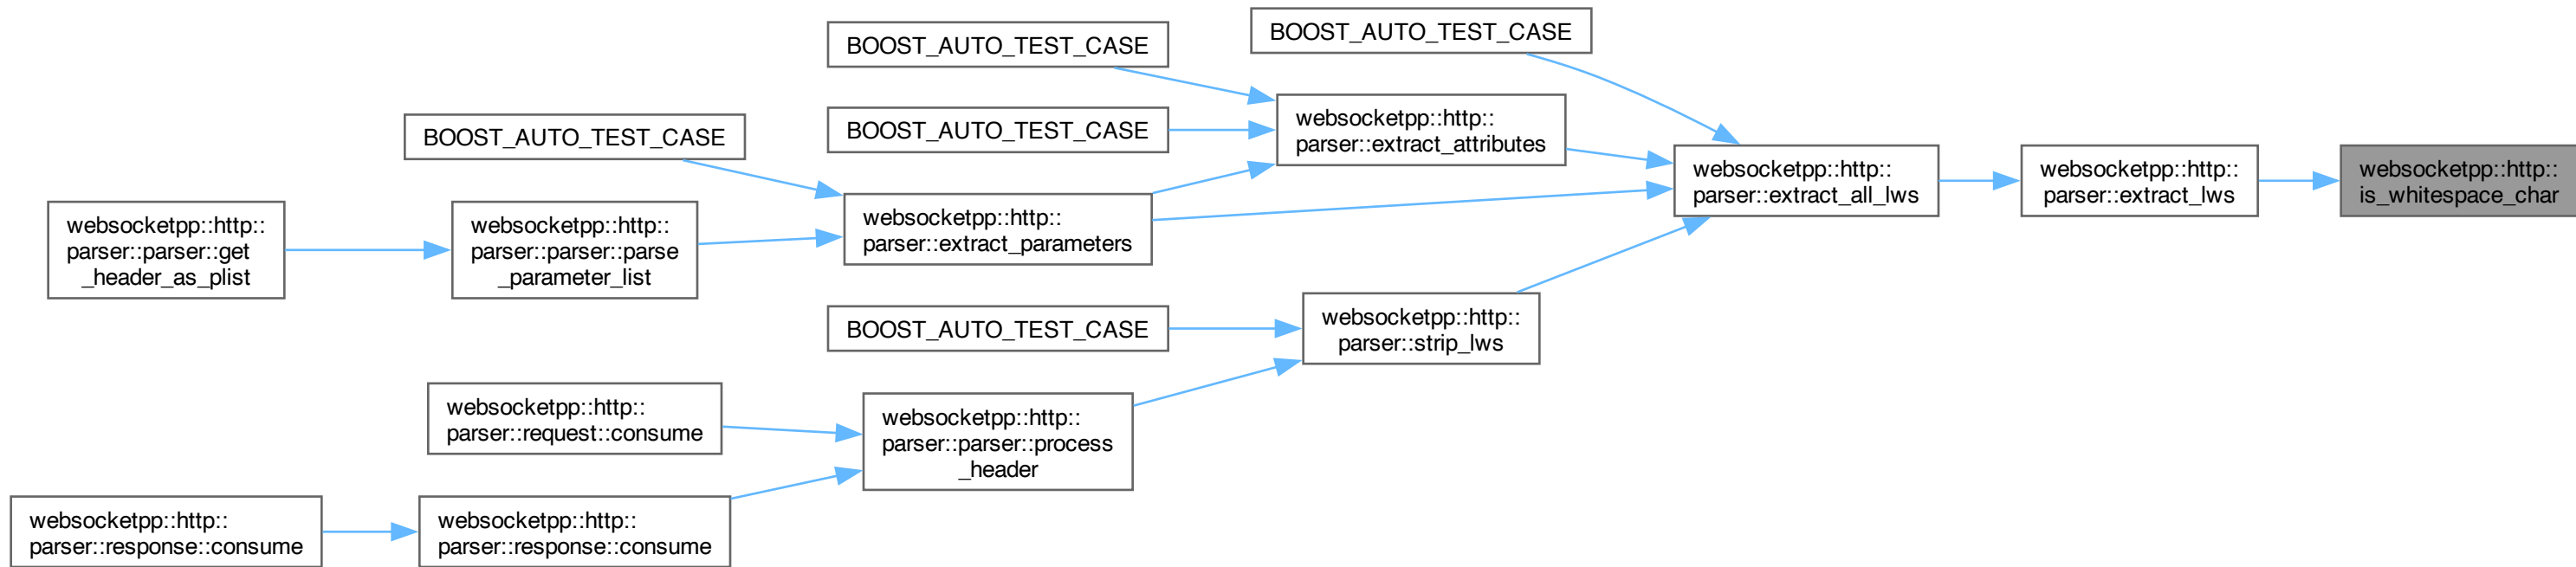 BOOST_AUTO_TEST_CASE
BOOST_AUTO_TEST_CASE
BOOST_AUTO_TEST_CASE
websocketpp::http::
parser::extract_attributes
BOOST_AUTO_TEST_CASE
websocketpp::http::
parser::extract_all_lws
websocketpp::http::
parser::extract_lws
websocketpp::http::
is_whitespace_char
websocketpp::http::
parser::parser::get
_header_as_plist
websocketpp::http::
parser::parser::parse
_parameter_list
websocketpp::http::
parser::extract_parameters
BOOST_AUTO_TEST_CASE
websocketpp::http::
parser::strip_lws
websocketpp::http::
parser::request::consume
websocketpp::http::
parser::parser::process
_header
websocketpp::http::
parser::response::consume
websocketpp::http::
parser::response::consume